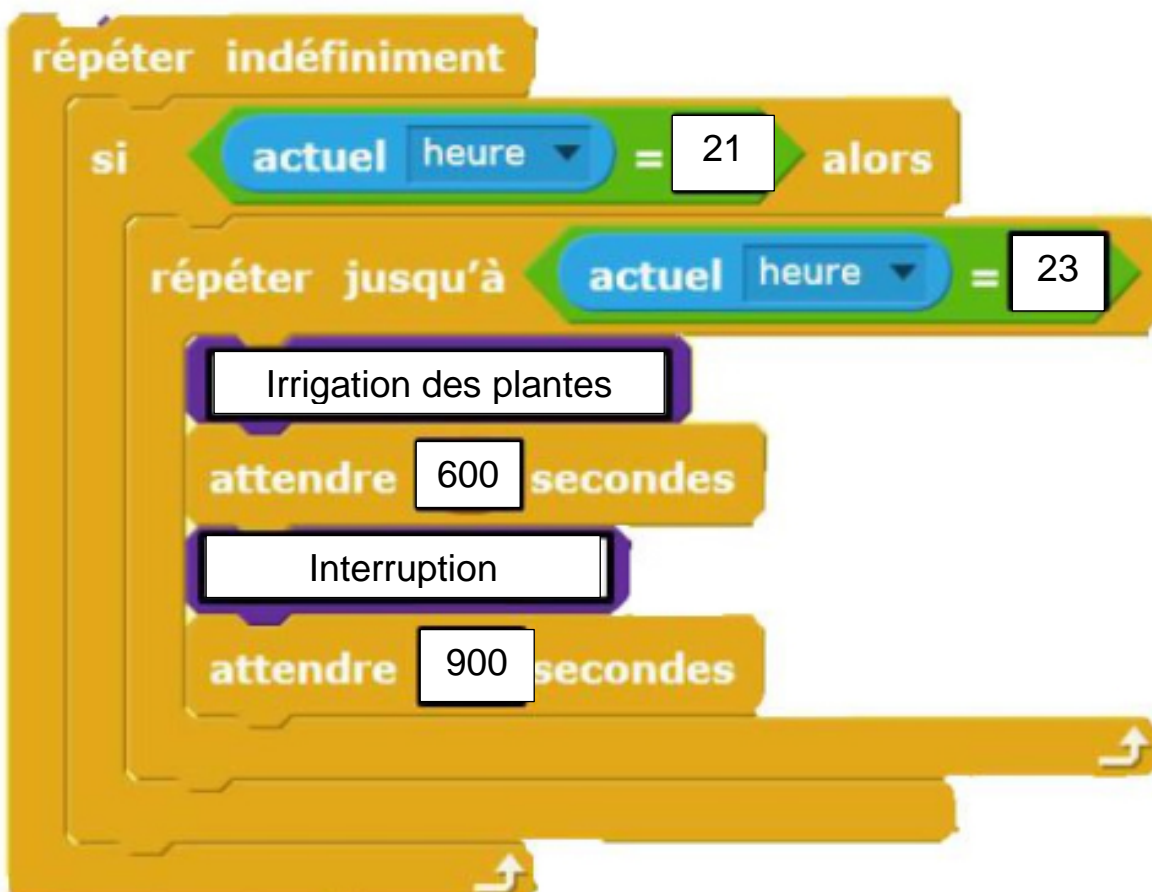 répéter indéfiniment
si actuel heure = 21 alors
répéter jusqu'à actuel heure = 23
Irrigation des plantes
attendre 600 secondes
Interruption
attendre 900 secondes